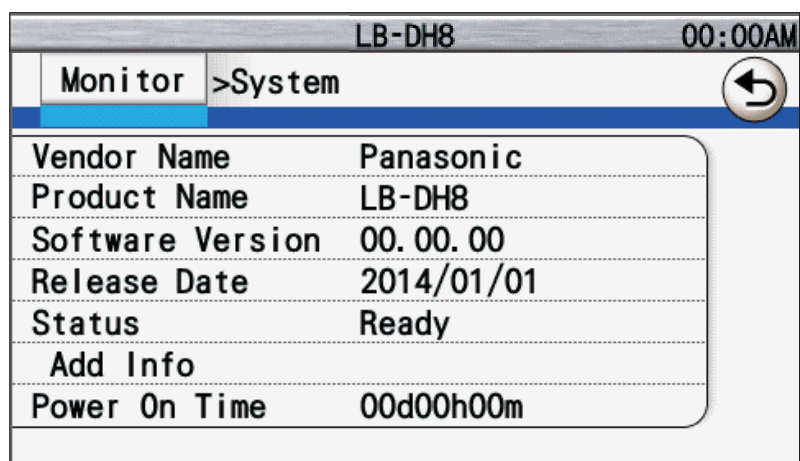 LB-DH8 00:00AM
Monitor >System
Vendor Name Panasonic
Product Name LB-DH8
Software Version 00.00.00
Release Date 2014/01/01
Status Ready
Add Info
Power On Time 00d00h00m